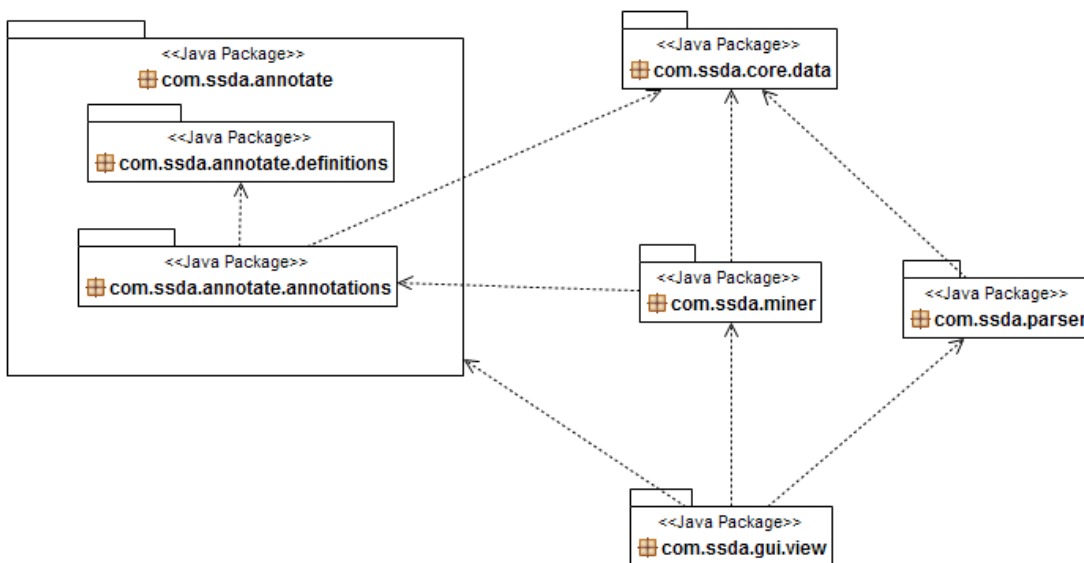 <<Java Package>>
com.ssda.annotate
<<Java Package>>
com.ssda.annotate.definitions
<<Java Package>>
com.ssda.annotate.annotations
<<Java Package>>
com.ssda.core.data
<<Java Package>>
com.ssda.miner
<<Java Package>>
com.ssda.parser
<<Java Package>>
com.ssda.gui.view